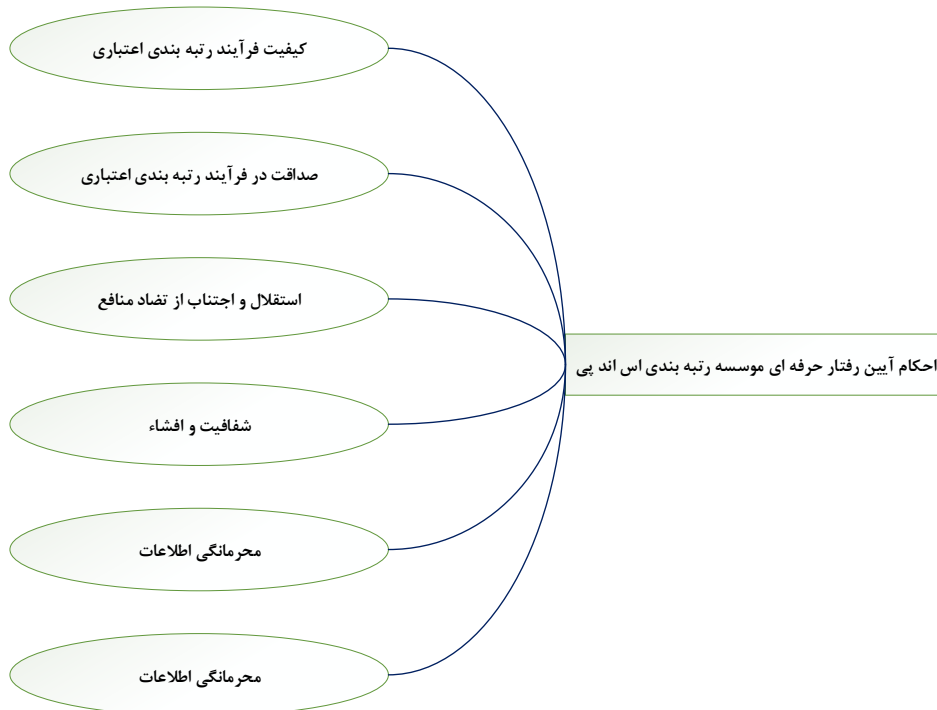 کیفیت فرآیند رتبه بندی اعتباری
صداقت در فرآیند رتبه بندی اعتباری
استقلال و اجتناب از تضاد منافع
احکام آیین رفتار حرفه ای موسسه رتبه بندی اس اند پی
شفافیت و افشاء
محرمانگی اطلاعات
محرمانگی اطلاعات